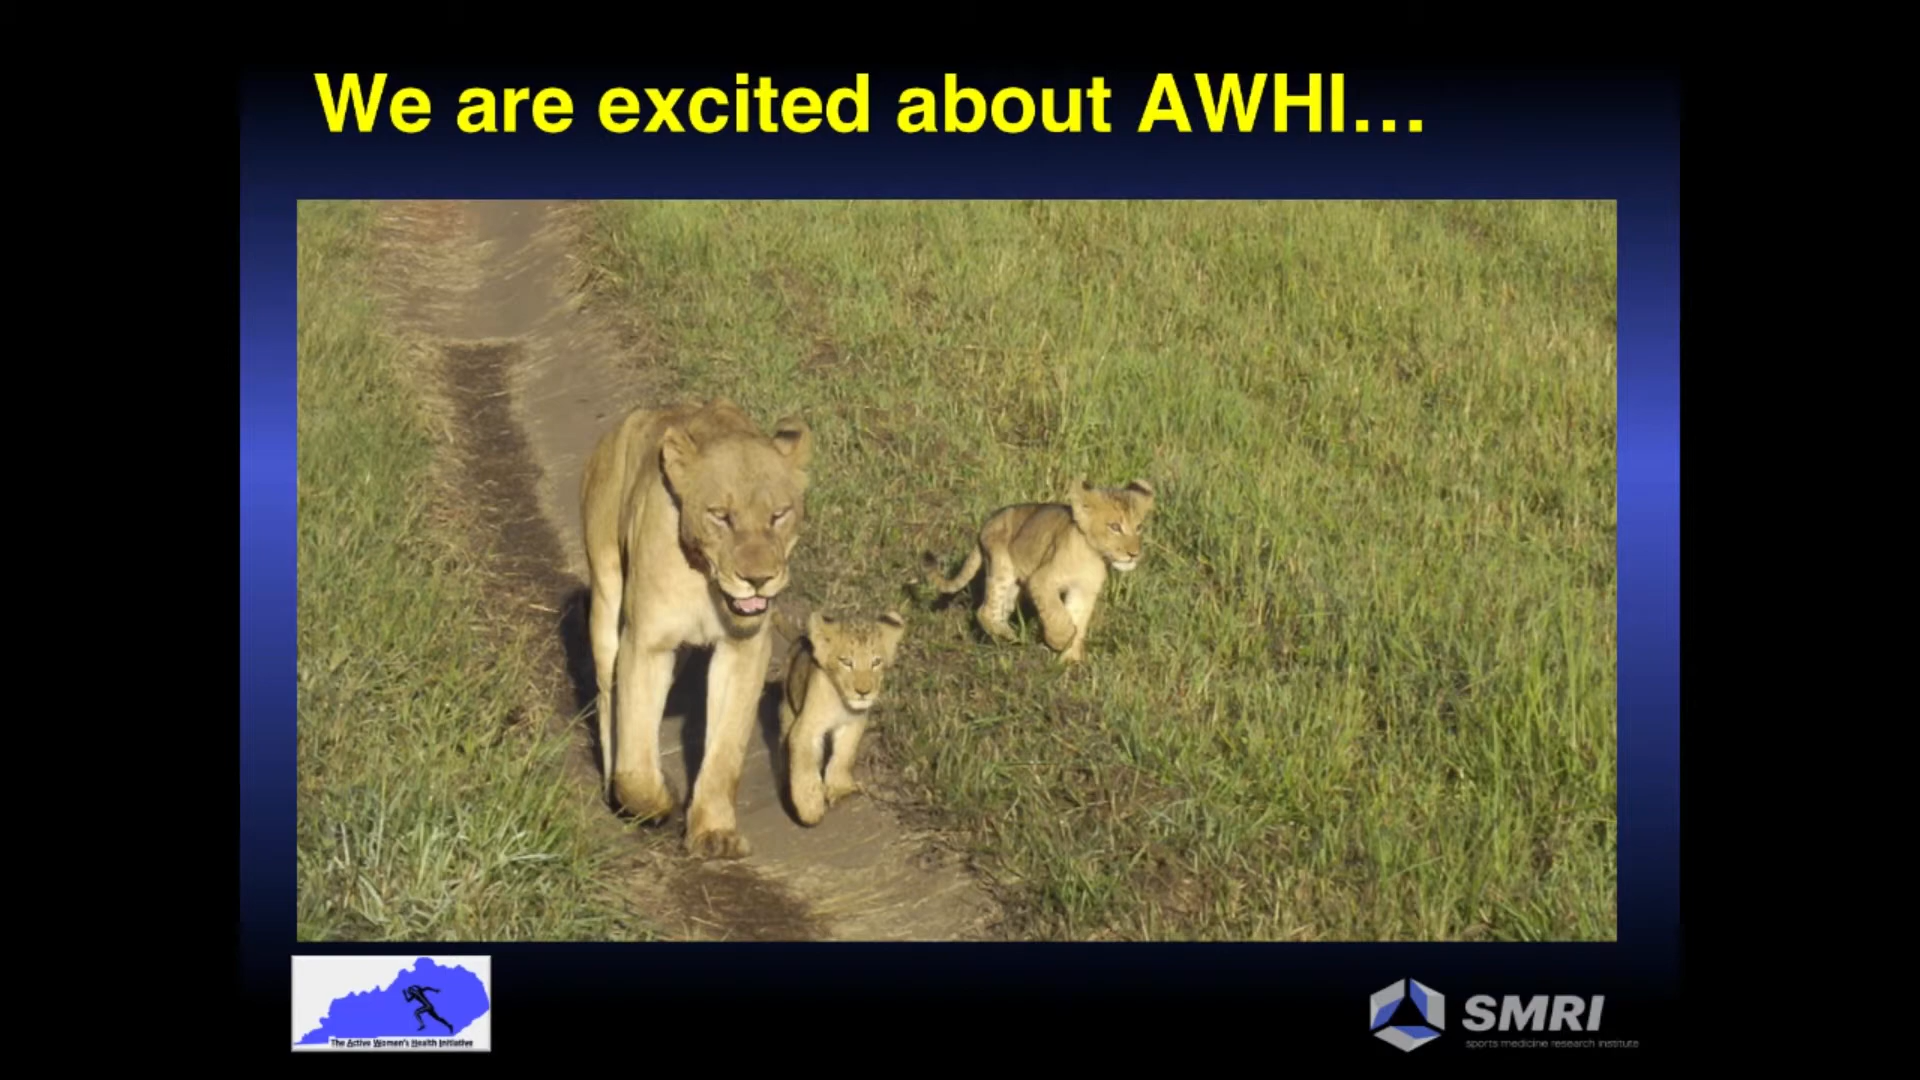 We are excited about AWHI...
The Active Women's Health Initiative
SMRI
sports medicine research institute